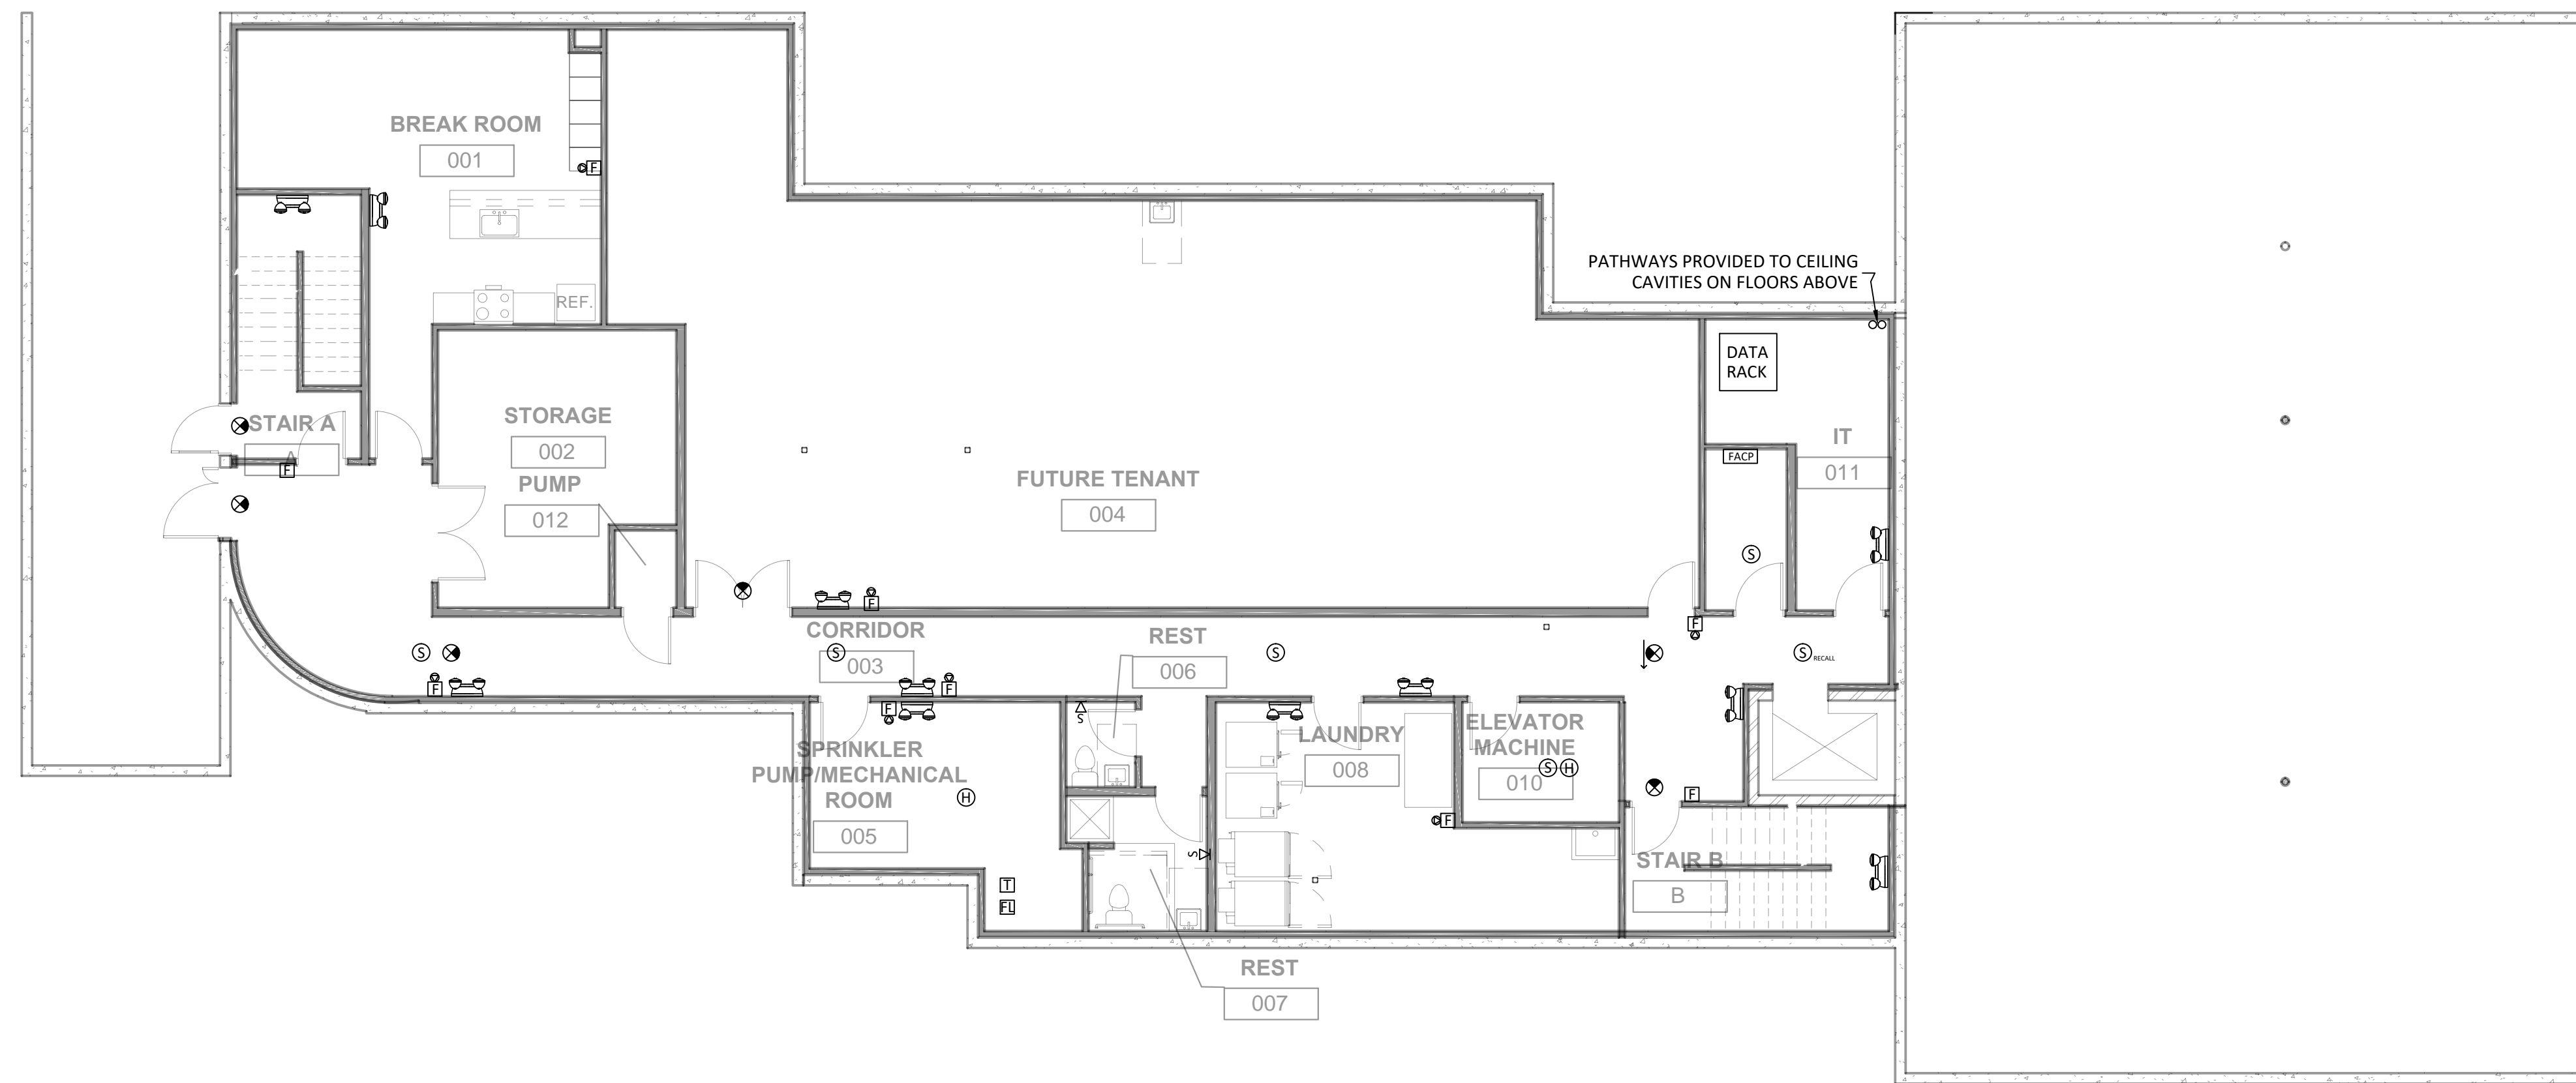 BREAK ROOM
001
F
REF.
PATHWAYS PROVIDED TO CEILING
CAVITIES ON FLOORS ABOVE
DATA
RACK
STAIR A
A
F
STORAGE
002
PUMP
012
FUTURE TENANT
004
FACP
IT
011
S
F
F
CORRIDOR
003
S
S
REST
006
S
S
RECALL
F
F
F
S
SPRINKLER
PUMP/MECHANICAL
ROOM
005
H
LAUNDRY
008
ELEVATOR
MACHINE
010
S
H
F
F
S
T
FL
STAIR B
B
REST
007